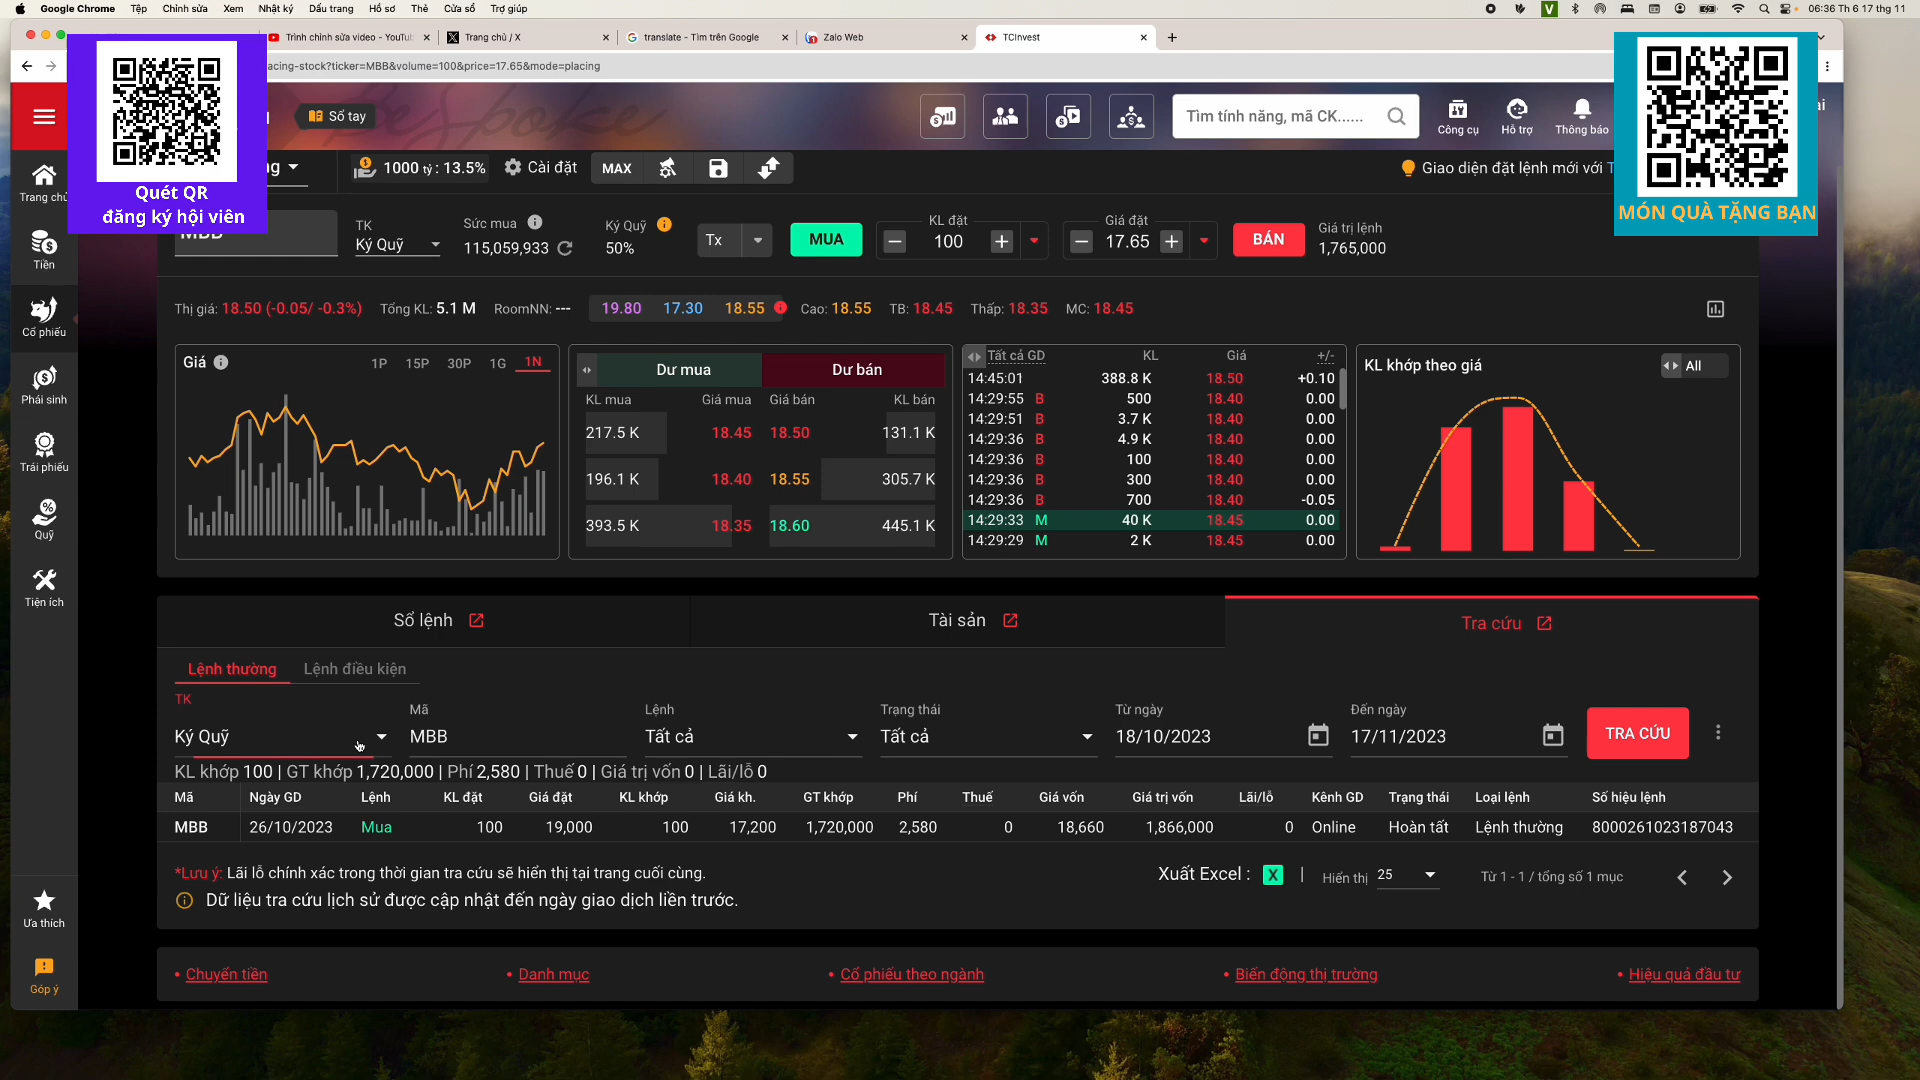 Google Chrome Tệp Chỉnh sửa Xem Nhật ký Dấu trang Hồ sơ Thẻ Cửa sổ Trợ giúp V 06:36 Th 6 17 thg 11
Trình chỉnh sửa video - YouTu Trang chủ / X translate - Tìm trên Google Zalo Web TCInvest
acing-stock?ticker=MBB&volume=100&price=17.65&mode=placing
Quét QR
đăng ký hội viên
Sổ tay
Tìm tính năng, mã CK......
Công cụ Hỗ trợ Thông báo
MÓN QUÀ TẶNG BẠN
1000 tỷ : 13.5% Cài đặt MAX Giao diện đặt lệnh mới với T
Trang chủ
Tiền
Cổ phiếu
Phái sinh
Trái phiếu
Quỹ
Tiện ích
Ưa thích
Góp ý
MBB TK Ký Quỹ
Sức mua 115,059,933
Ký Quỹ 50%
Tx MUA
KL đặt 100
Giá đặt 17.65
BÁN
Giá trị lệnh 1,765,000
Thị giá: 18.50 (-0.05/ -0.3%) Tổng KL: 5.1 M RoomNN: --- 19.80 17.30 18.55 Cao: 18.55 TB: 18.45 Thấp: 18.35 MC: 18.45
Giá 1P 15P 30P 1G 1N
Dư mua Dư bán
KL mua Giá mua Giá bán KL bán
217.5 K 18.45 18.50 131.1 K
196.1 K 18.40 18.55 305.7 K
393.5 K 18.35 18.60 445.1 K
Tất cả GD KL Giá +/-
14:45:01 388.8 K 18.50 +0.10
14:29:55 B 500 18.40 0.00
14:29:51 B 3.7 K 18.40 0.00
14:29:36 B 4.9 K 18.40 0.00
14:29:36 B 100 18.40 0.00
14:29:36 B 300 18.40 0.00
14:29:36 B 700 18.40 -0.05
14:29:33 M 40 K 18.45 0.00
14:29:29 M 2 K 18.45 0.00
KL khớp theo giá All
Sổ lệnh Tài sản Tra cứu
Lệnh thường Lệnh điều kiện
TK Mã Lệnh Trạng thái Từ ngày Đến ngày
Ký Quỹ MBB Tất cả Tất cả 18/10/2023 17/11/2023 TRA CỨU
KL khớp 100 | GT khớp 1,720,000 | Phí 2,580 | Thuế 0 | Giá trị vốn 0 | Lãi/lỗ 0
Mã Ngày GD Lệnh KL đặt Giá đặt KL khớp Giá kh. GT khớp Phí Thuế Giá vốn Giá trị vốn Lãi/lỗ Kênh GD Trạng thái Loại lệnh Số hiệu lệnh
MBB 26/10/2023 Mua 100 19,000 100 17,200 1,720,000 2,580 0 18,660 1,866,000 0 Online Hoàn tất Lệnh thường 8000261023187043
*Lưu ý: Lãi lỗ chính xác trong thời gian tra cứu sẽ hiển thị tại trang cuối cùng.
Xuất Excel : X | Hiển thị 25 Từ 1 - 1 / tổng số 1 mục
Dữ liệu tra cứu lịch sử được cập nhật đến ngày giao dịch liền trước.
Chuyển tiền Danh mục Cổ phiếu theo ngành Biến động thị trường Hiệu quả đầu tư